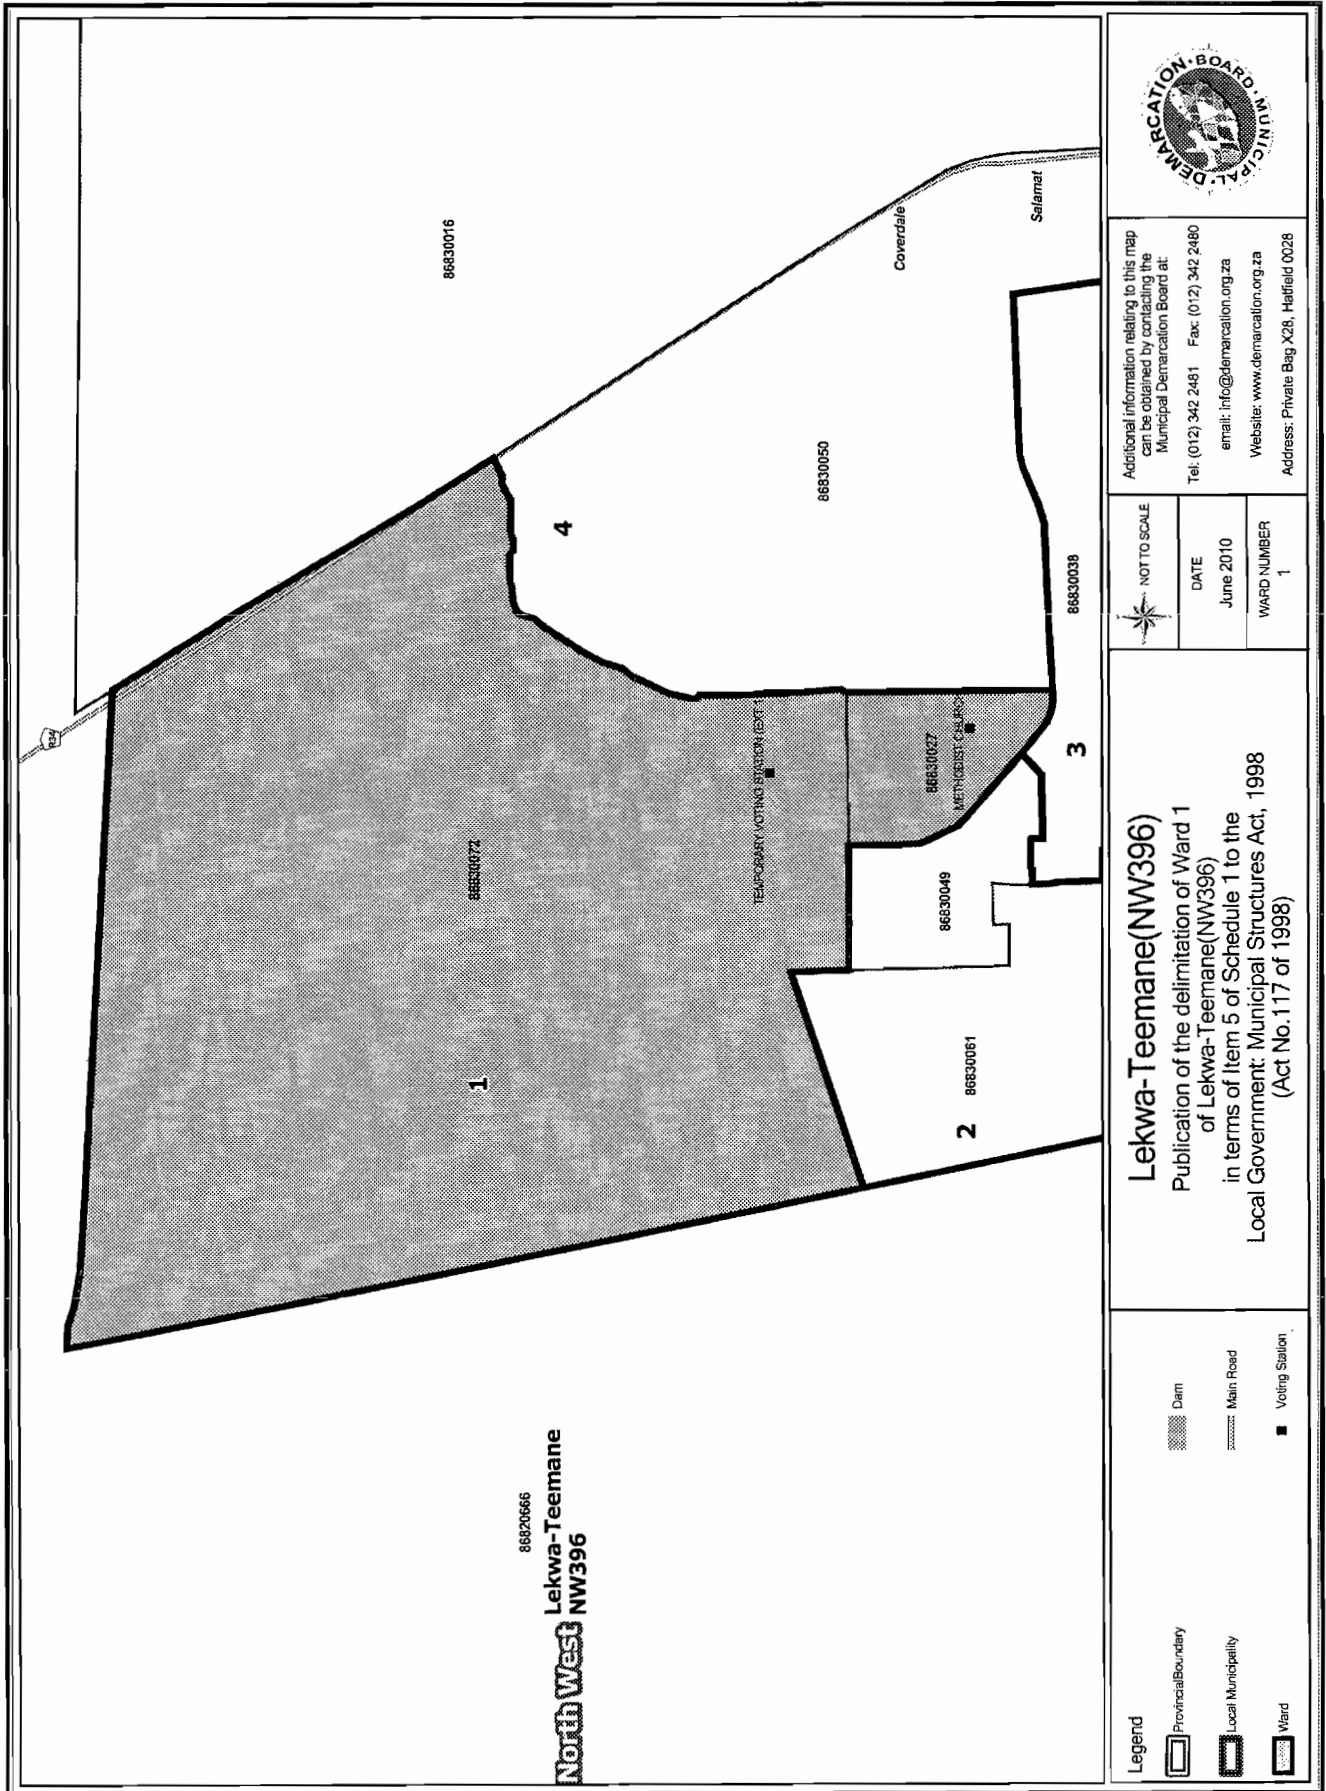 R34
86830016
Coverdale
Salamat
4
86830050
86830038
86830072
TEMPORARY VOTING STATION (EXT 1)
86830027
METHODIST CHURCH
3
1
86830049
2
86830061
86820666
North West
Lekwa-Teemane
NW396
Legend
ProvincialBoundary
Local Municipality
Ward
Dam
Main Road
Voting Station
Lekwa-Teemane(NW396)
Publication of the delimitation of Ward 1
of Lekwa-Teemane(NW396)
in terms of Item 5 of Schedule 1 to the
Local Government: Municipal Structures Act, 1998
(Act No.117 of 1998)
NOT TO SCALE
DATE
June 2010
WARD NUMBER
1
Additional information relating to this map
can be obtained by contacting the
Municipal Demarcation Board at:
Tel: (012) 342 2481 Fax: (012) 342 2480
email: info@demarcation.org.za
Website: www.demarcation.org.za
Address: Private Bag X28, Hatfield 0028
MUNICIPAL · DEMARCATION · BOARD